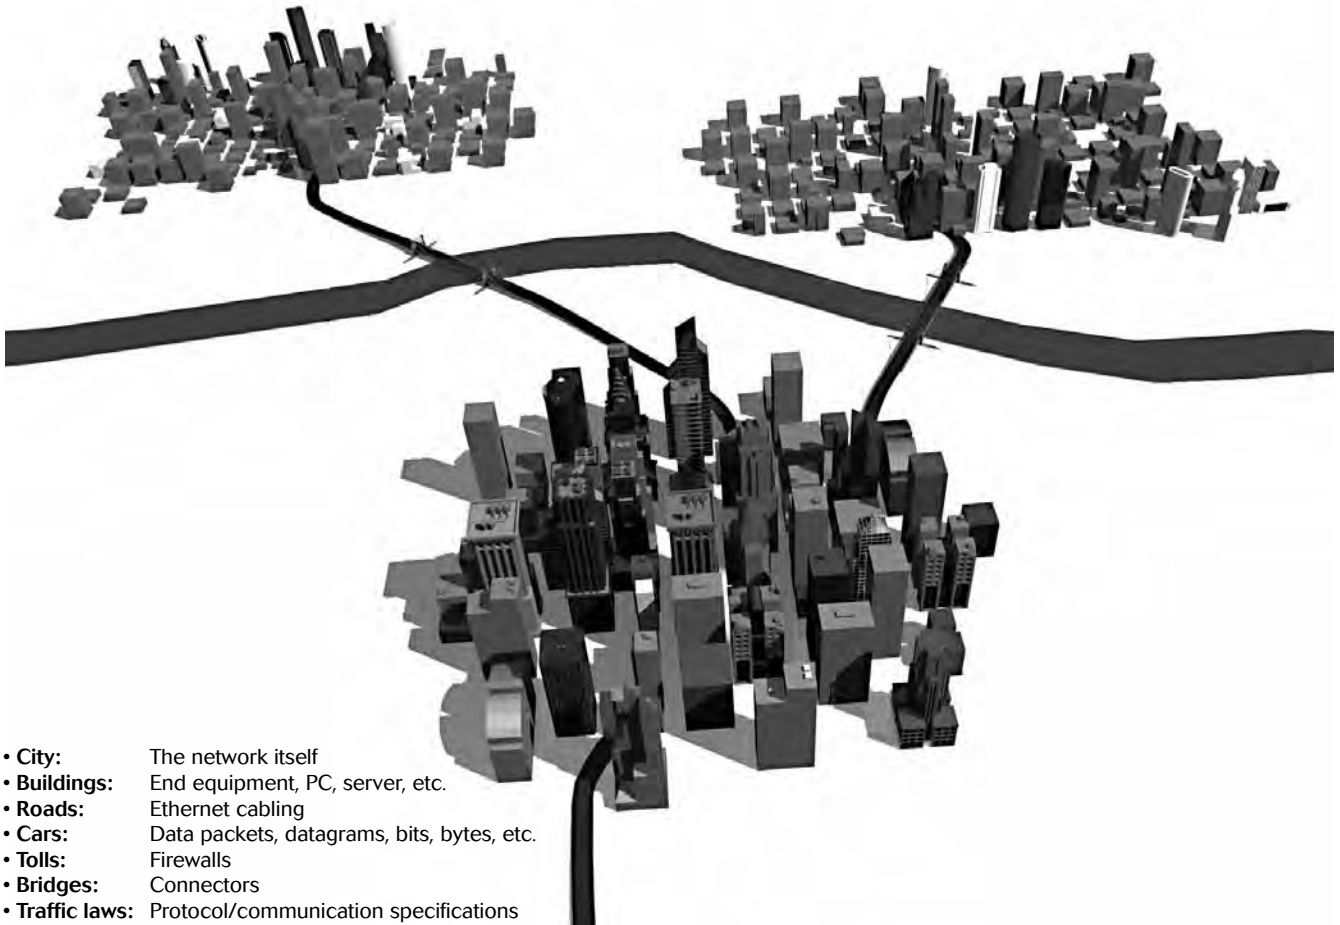 • City: The network itself
• Buildings: End equipment, PC, server, etc.
• Roads: Ethernet cabling
• Cars: Data packets, datagrams, bits, bytes, etc.
• Tolls: Firewalls
• Bridges: Connectors
• Traffic laws: Protocol/communication specifications